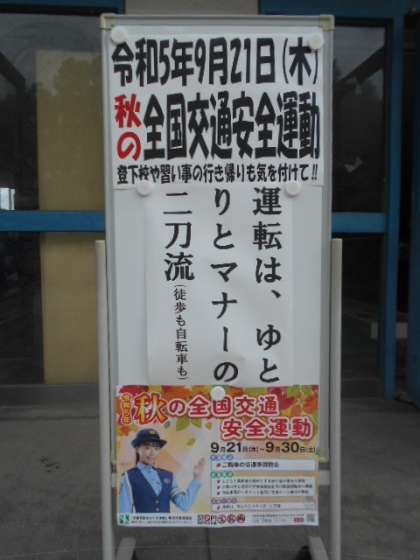 令和5年9月21日(木)
秋の全国交通安全運動
登下校や習い事の行き帰りも気を付けて!!
運転は、ゆと
りとマナーの
二刀流(徒歩も自転車も)
秋の全国交通
安全運動
9月21日(木)~9月30日(土)